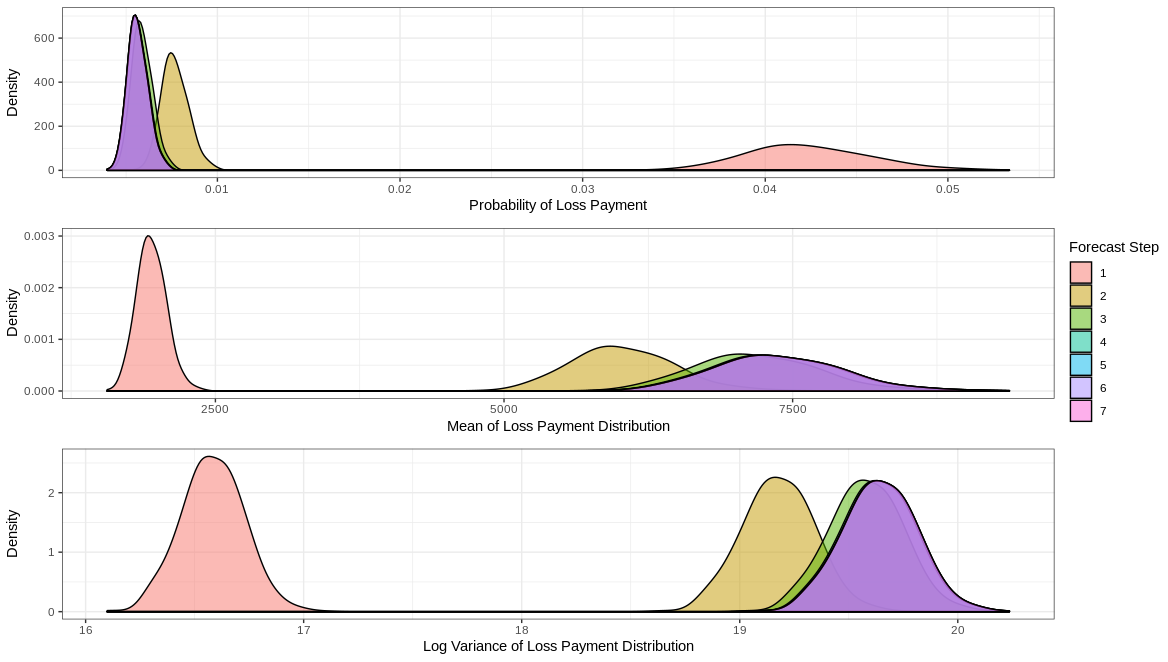 Density
600
400
200
0
0.01 0.02 0.03 0.04 0.05
Probability of Loss Payment
Density
0.003
0.002
0.001
0.000
2500 5000 7500
Mean of Loss Payment Distribution
Density
2
1
0
16 17 18 19 20
Log Variance of Loss Payment Distribution
Forecast Step
1
2
3
4
5
6
7